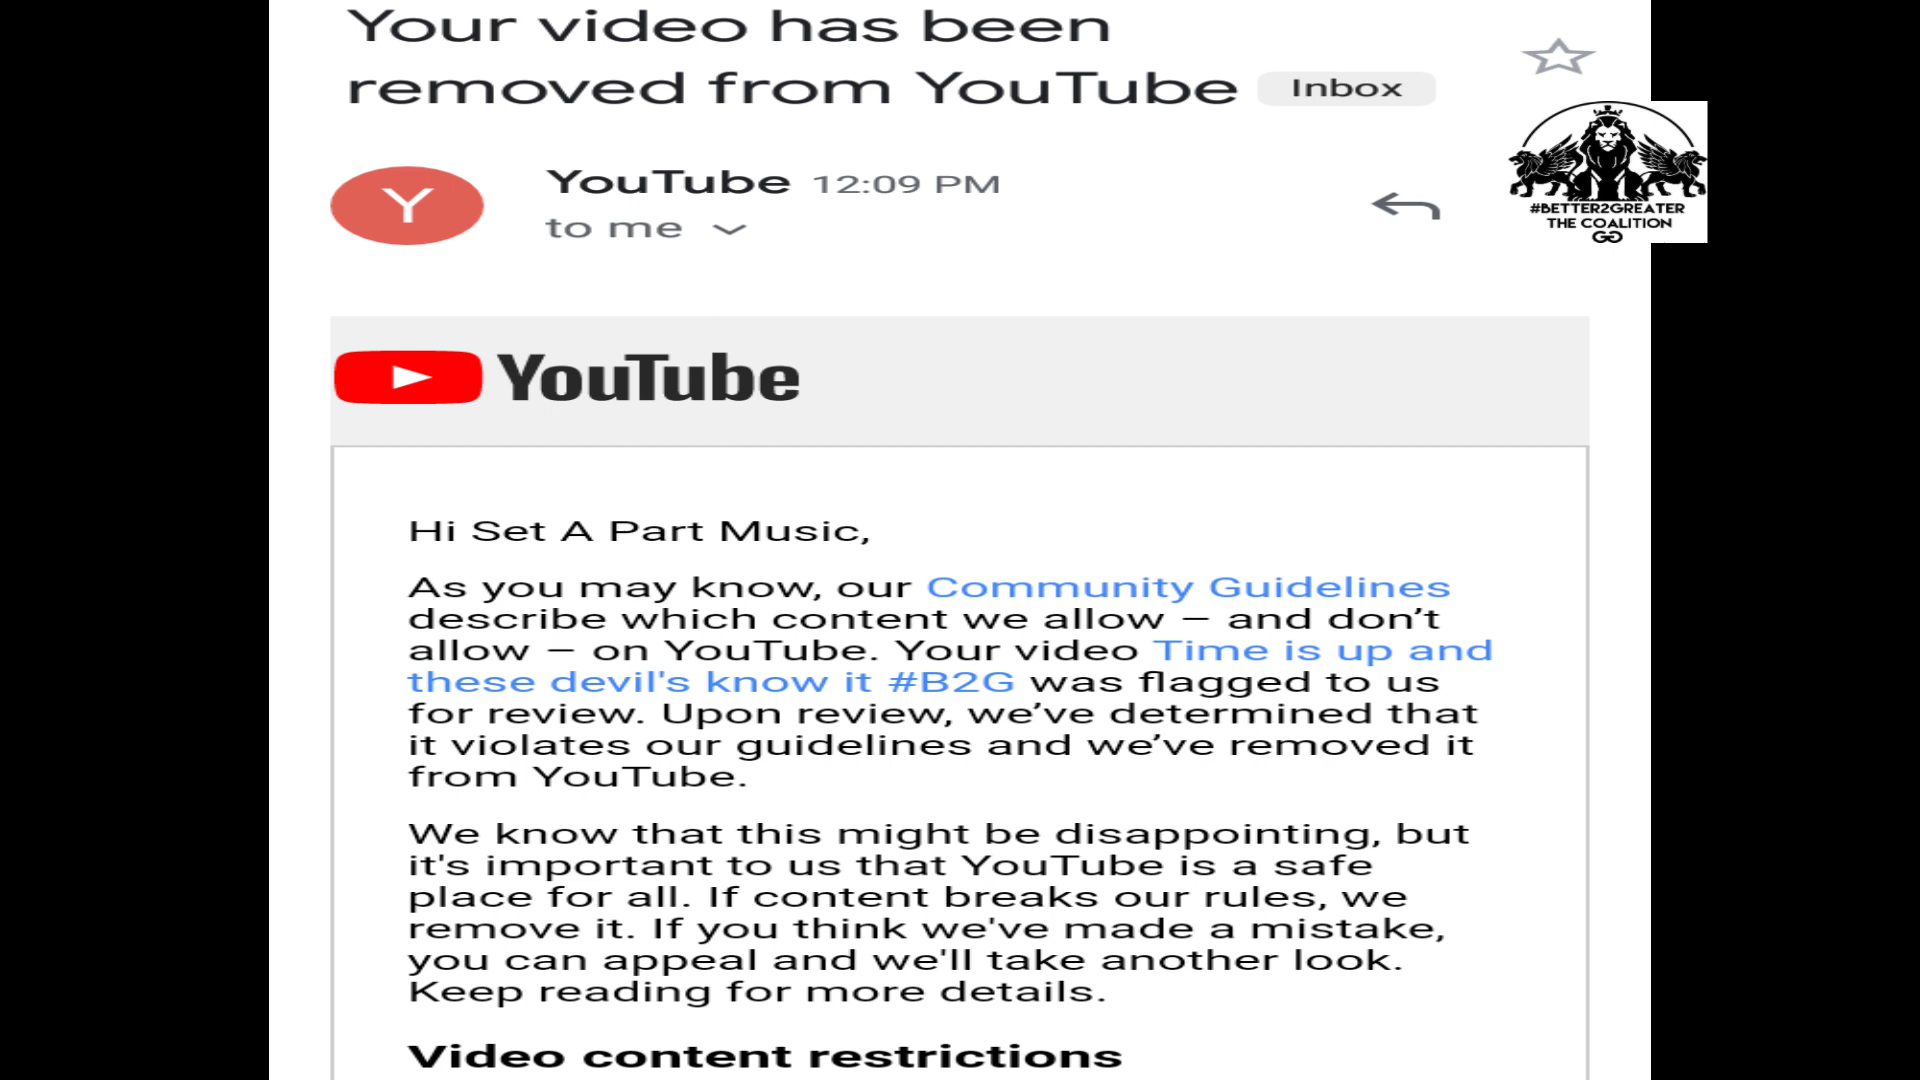 Your video has been
removed from YouTube Inbox
Y
YouTube 12:09 PM
to me
#BETTER2GREATER
THE COALITION
GG
YouTube
Hi Set A Part Music,
As you may know, our Community Guidelines
describe which content we allow – and don’t
allow – on YouTube. Your video Time is up and
these devil's know it #B2G was flagged to us
for review. Upon review, we’ve determined that
it violates our guidelines and we’ve removed it
from YouTube.
We know that this might be disappointing, but
it's important to us that YouTube is a safe
place for all. If content breaks our rules, we
remove it. If you think we've made a mistake,
you can appeal and we'll take another look.
Keep reading for more details.
Video content restrictions